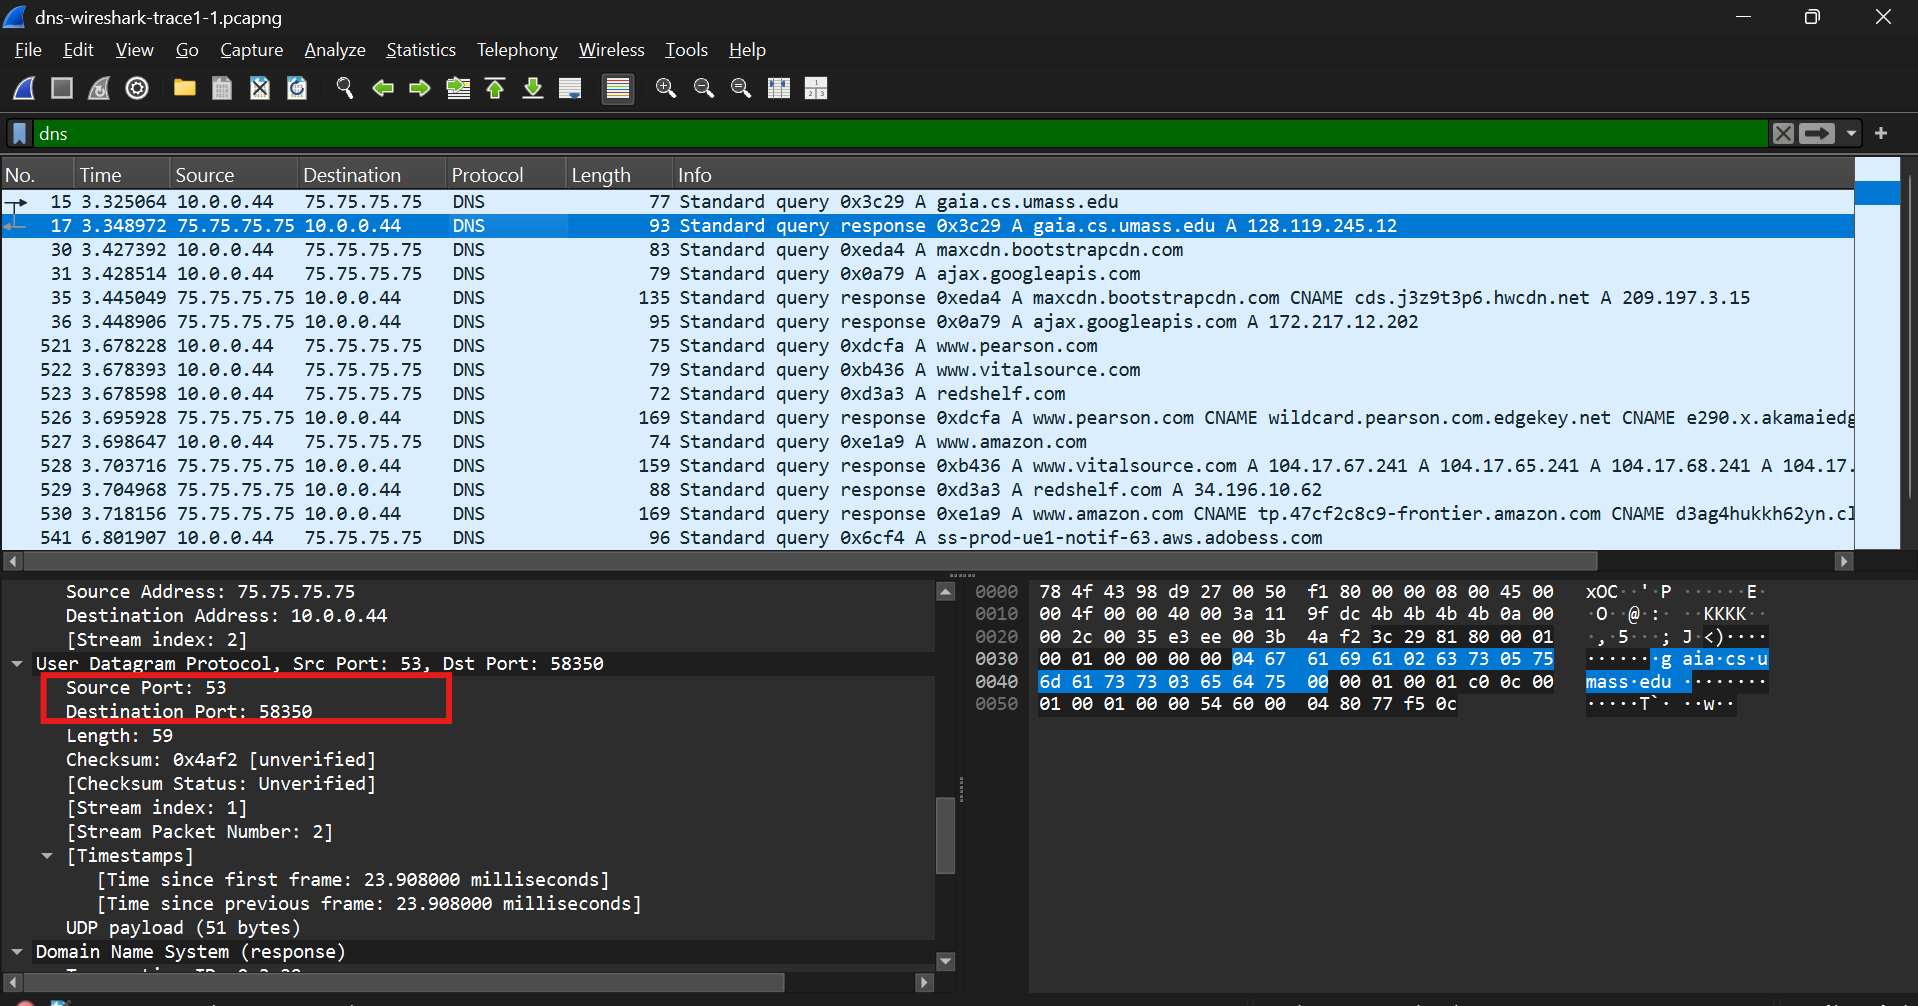 dns-wireshark-trace1-1.pcapng
File Edit View Go Capture Analyze Statistics Telephony Wireless Tools Help
dns
No. Time Source Destination Protocol Length Info
15 3.325064 10.0.0.44 75.75.75.75 DNS 77 Standard query 0x3c29 A gaia.cs.umass.edu
17 3.348972 75.75.75.75 10.0.0.44 DNS 93 Standard query response 0x3c29 A gaia.cs.umass.edu A 128.119.245.12
30 3.427392 10.0.0.44 75.75.75.75 DNS 83 Standard query 0xeda4 A maxcdn.bootstrapcdn.com
31 3.428514 10.0.0.44 75.75.75.75 DNS 79 Standard query 0x0a79 A ajax.googleapis.com
35 3.445049 75.75.75.75 10.0.0.44 DNS 135 Standard query response 0xeda4 A maxcdn.bootstrapcdn.com CNAME cds.j3z9t3p6.hwcdn.net A 209.197.3.15
36 3.448906 75.75.75.75 10.0.0.44 DNS 95 Standard query response 0x0a79 A ajax.googleapis.com A 172.217.12.202
521 3.678228 10.0.0.44 75.75.75.75 DNS 75 Standard query 0xdcfa A www.pearson.com
522 3.678393 10.0.0.44 75.75.75.75 DNS 79 Standard query 0xb436 A www.vitalsource.com
523 3.678598 10.0.0.44 75.75.75.75 DNS 72 Standard query 0xd3a3 A redshelf.com
526 3.695928 75.75.75.75 10.0.0.44 DNS 169 Standard query response 0xdcfa A www.pearson.com CNAME wildcard.pearson.com.edgekey.net CNAME e290.x.akamaiedg
527 3.698647 10.0.0.44 75.75.75.75 DNS 74 Standard query 0xe1a9 A www.amazon.com
528 3.703716 75.75.75.75 10.0.0.44 DNS 159 Standard query response 0xb436 A www.vitalsource.com A 104.17.67.241 A 104.17.65.241 A 104.17.68.241 A 104.17.
529 3.704968 75.75.75.75 10.0.0.44 DNS 88 Standard query response 0xd3a3 A redshelf.com A 34.196.10.62
530 3.718156 75.75.75.75 10.0.0.44 DNS 169 Standard query response 0xe1a9 A www.amazon.com CNAME tp.47cf2c8c9-frontier.amazon.com CNAME d3ag4hukkh62yn.cl
541 6.801907 10.0.0.44 75.75.75.75 DNS 96 Standard query 0x6cf4 A ss-prod-ue1-notif-63.aws.adobess.com
Source Address: 75.75.75.75
Destination Address: 10.0.0.44
[Stream index: 2]
User Datagram Protocol, Src Port: 53, Dst Port: 58350
Source Port: 53
Destination Port: 58350
Length: 59
Checksum: 0x4af2 [unverified]
[Checksum Status: Unverified]
[Stream index: 1]
[Stream Packet Number: 2]
[Timestamps]
[Time since first frame: 23.908000 milliseconds]
[Time since previous frame: 23.908000 milliseconds]
UDP payload (51 bytes)
Domain Name System (response)
0000 78 4f 43 98 d9 27 00 50 f1 80 00 00 08 00 45 00 xOC··'·P ······E·
0010 00 4f 00 00 40 00 3a 11 9f dc 4b 4b 4b 4b 0a 00 ·O··@·:· ··KKKK··
0020 00 2c 00 35 e3 ee 00 3b 4a f2 3c 29 81 80 00 01 ·,·5···; J·<)····
0030 00 01 00 00 00 00 04 67 61 69 61 02 63 73 05 75 ·······g aia·cs·u
0040 6d 61 73 73 03 65 64 75 00 00 01 00 01 c0 0c 00 mass·edu ········
0050 01 00 01 00 00 54 60 00 04 80 77 f5 0c ·····T`· ··w··